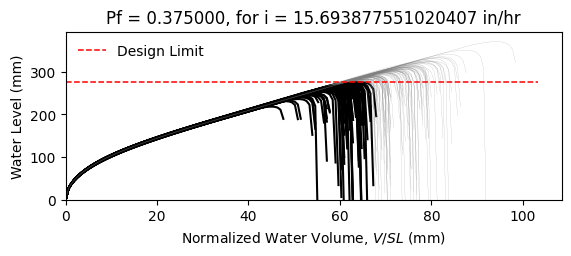 Pf = 0.375000, for i = 15.693877551020407 in/hr
Design Limit
Water Level (mm)
300
200
100
0
0 20 40 60 80 100
Normalized Water Volume, V/SL (mm)